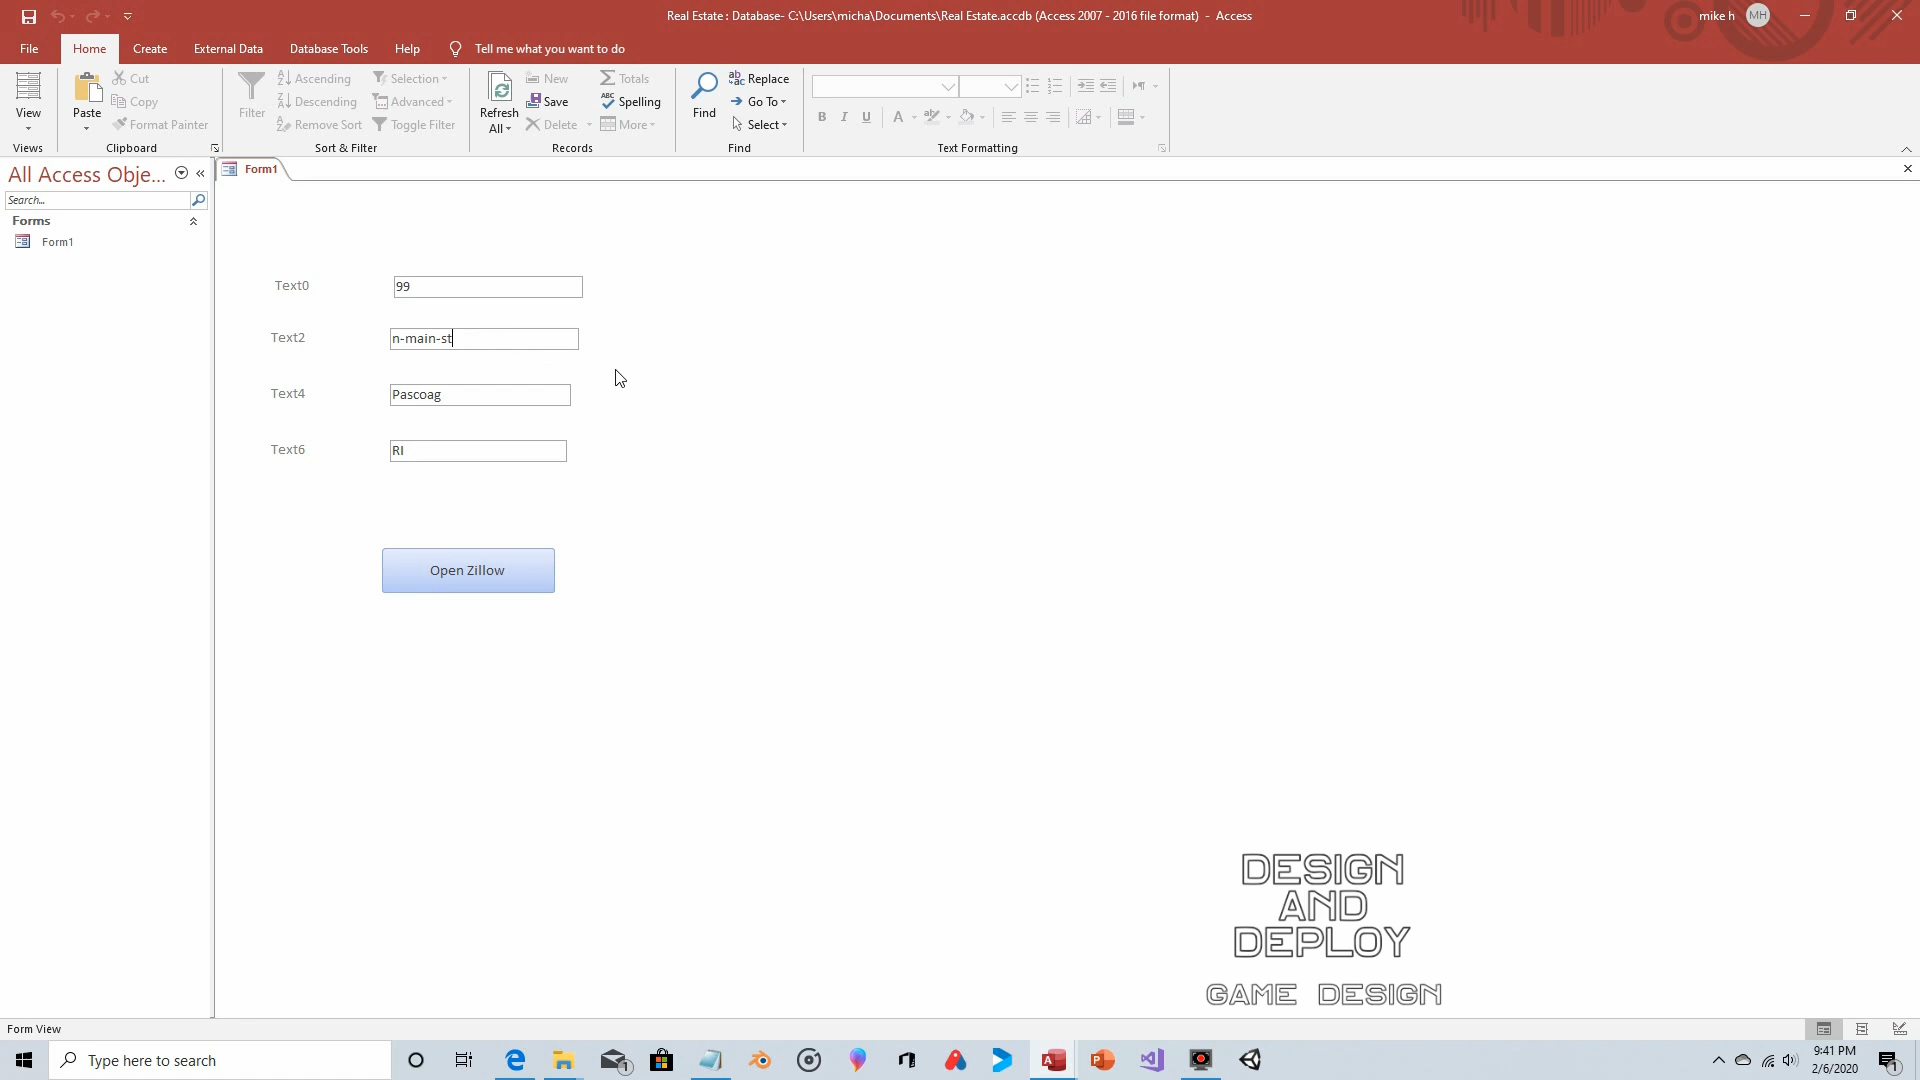 Real Estate : Database- C:\Users\micha\Documents\Real Estate.accdb (Access 2007 - 2016 file format) - Access
mike h MH
File Home Create External Data Database Tools Help Tell me what you want to do
View
Views
Paste
Cut
Copy
Format Painter
Clipboard
Filter
Ascending
Descending
Remove Sort
Selection
Advanced
Toggle Filter
Sort & Filter
Refresh
All
New
Save
Delete
Totals
Spelling
More
Records
Find
Replace
Go To
Select
Find
B I U A
Text Formatting
All Access Obje...
Search...
Forms
Form1
Form1
Text0 99
Text2 n-main-st
Text4 Pascoag
Text6 RI
Open Zillow
DESIGN
AND
DEPLOY
GAME DESIGN
Form View
Type here to search
9:41 PM
2/6/2020